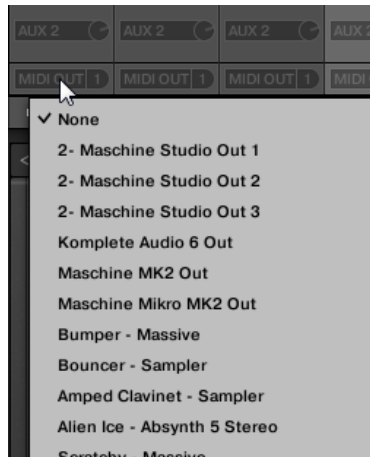 AUX 2 AUX 2 AUX 2 AUX 2
MIDI OUT 1 MIDI OUT 1 MIDI OUT 1 MIDI
<
✓ None
2- Maschine Studio Out 1
2- Maschine Studio Out 2
2- Maschine Studio Out 3
Komplete Audio 6 Out
Maschine MK2 Out
Maschine Mikro MK2 Out
Bumper - Massive
Bouncer - Sampler
Amped Clavinet - Sampler
Alien Ice - Absynth 5 Stereo
Scratchy - Massive